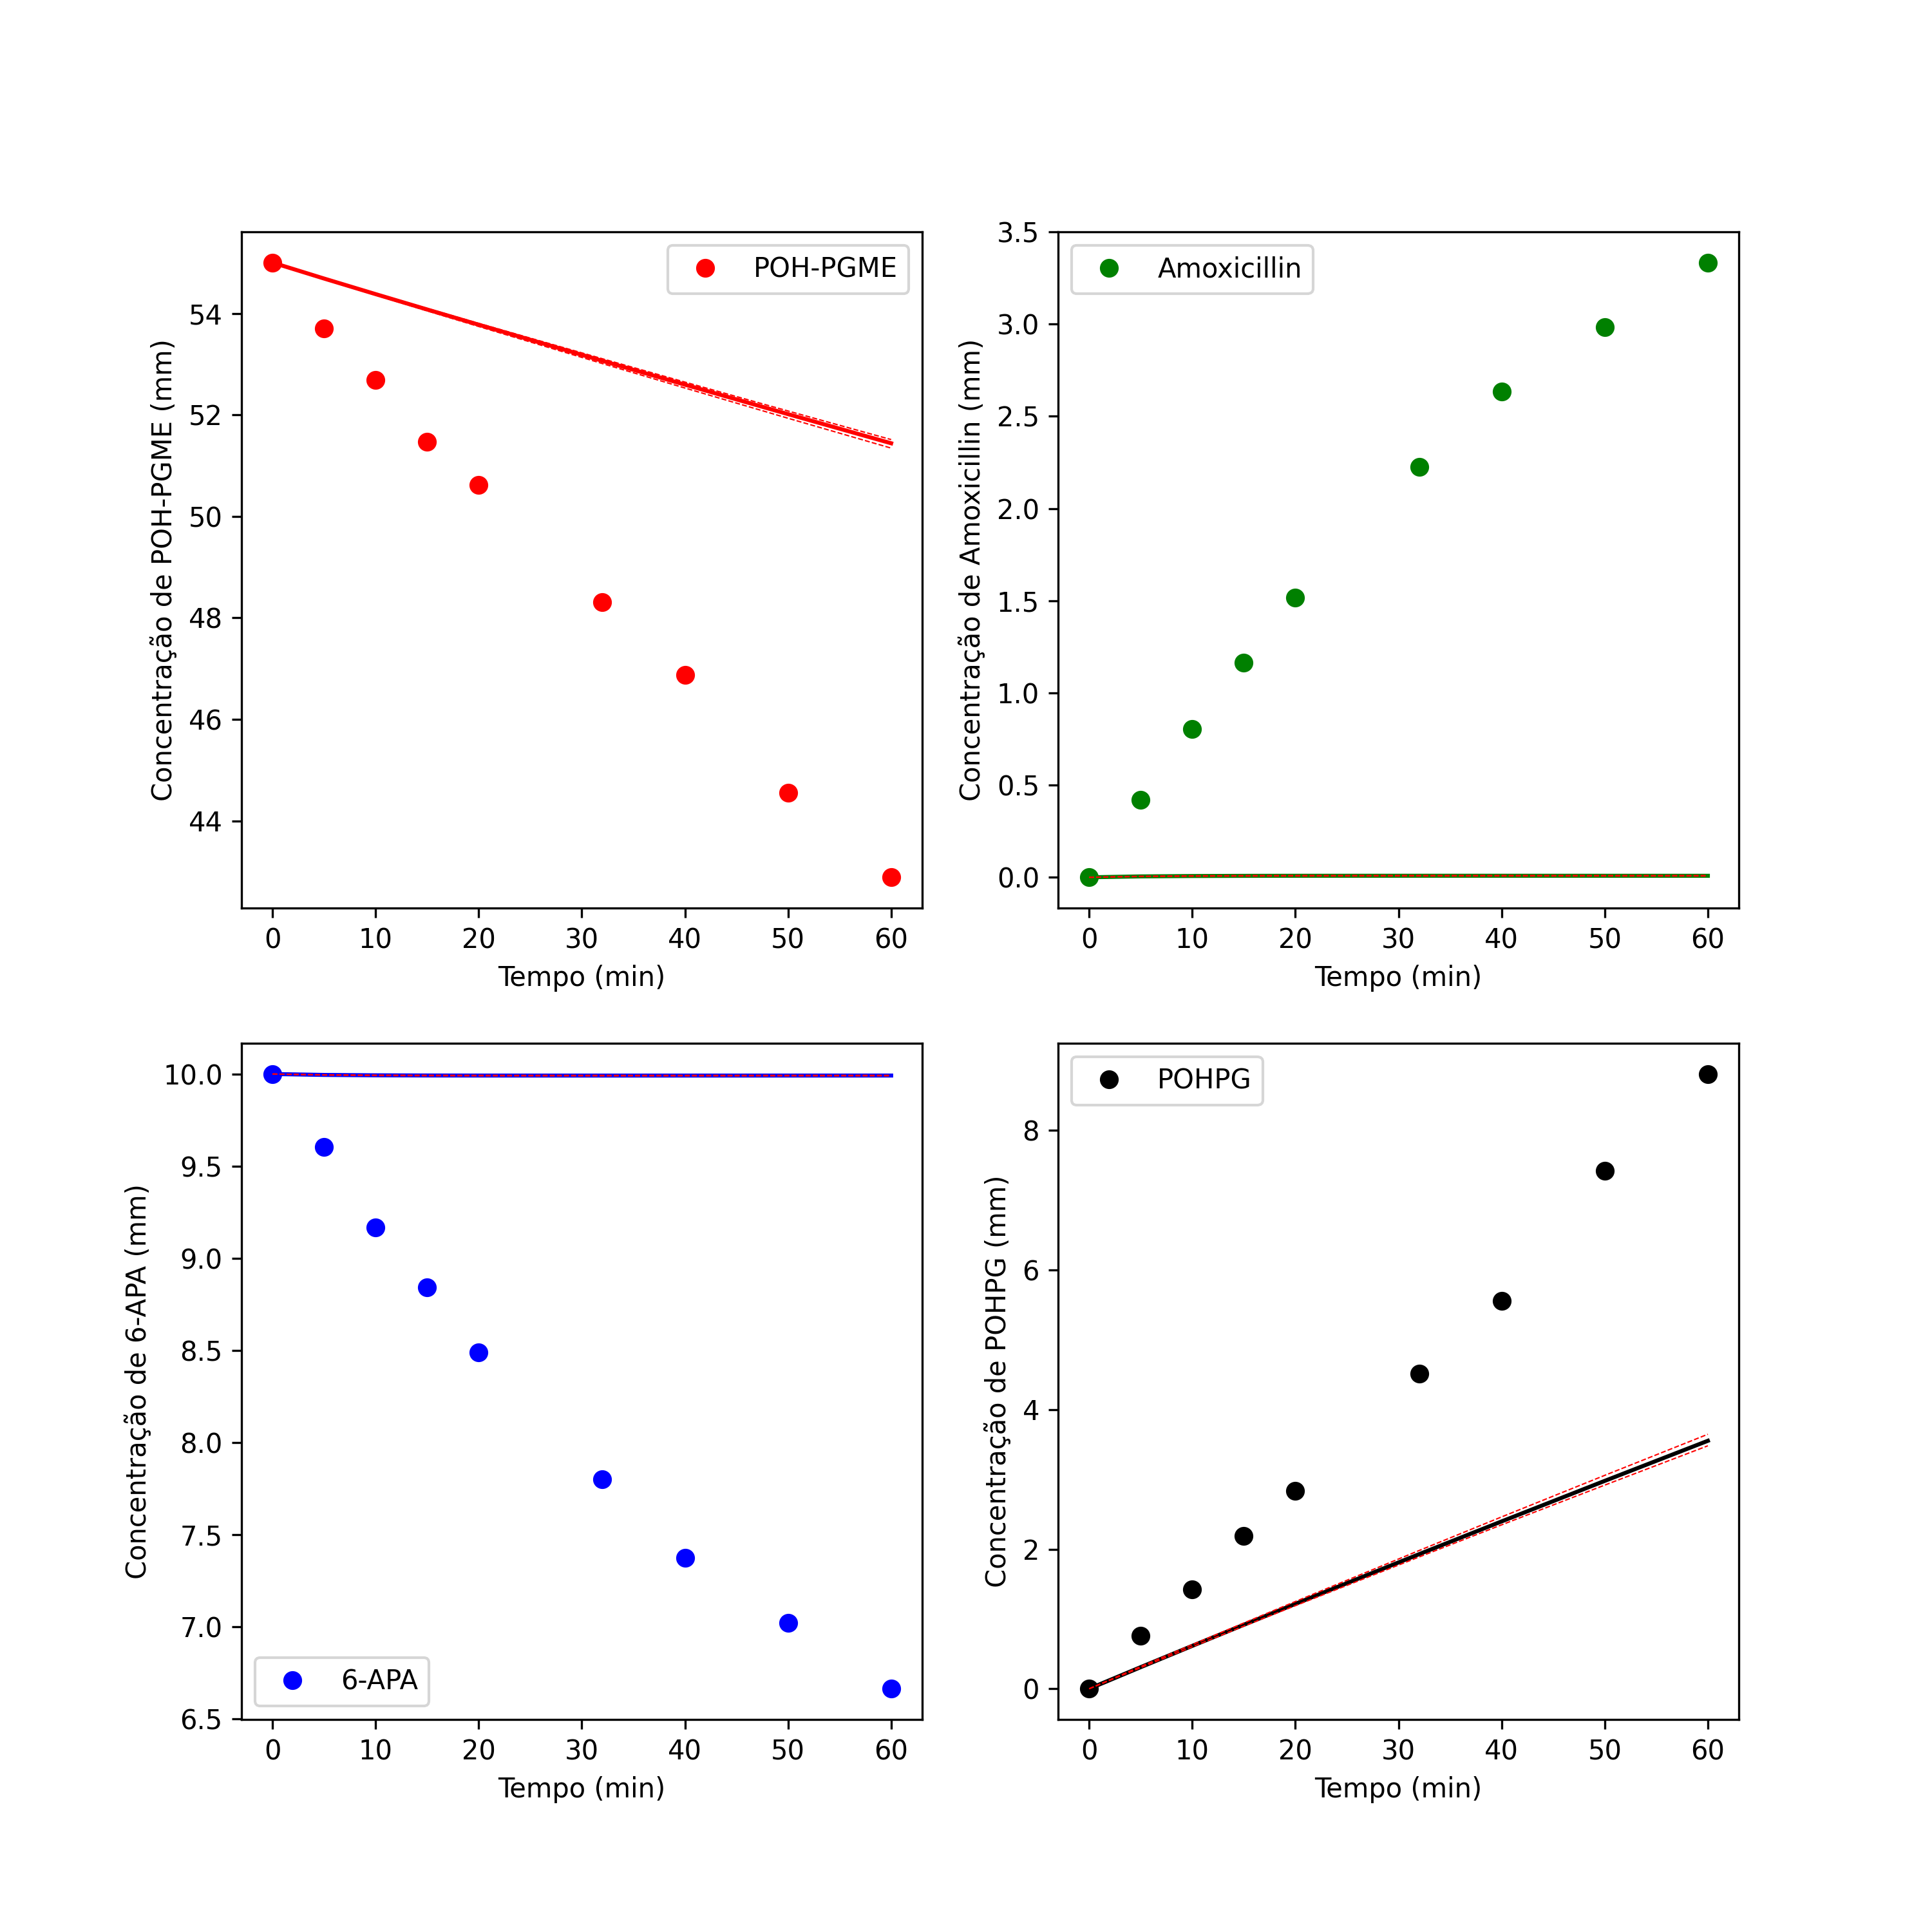 POH-PGME
54
52
50
48
46
44
Concentração de POH-PGME (mm)
0 10 20 30 40 50 60
Tempo (min)
Amoxicillin
3.5
3.0
2.5
2.0
1.5
1.0
0.5
0.0
Concentração de Amoxicillin (mm)
0 10 20 30 40 50 60
Tempo (min)
10.0
9.5
9.0
8.5
8.0
7.5
7.0
6.5
Concentração de 6-APA (mm)
6-APA
0 10 20 30 40 50 60
Tempo (min)
POHPG
8
6
4
2
0
Concentração de POHPG (mm)
0 10 20 30 40 50 60
Tempo (min)